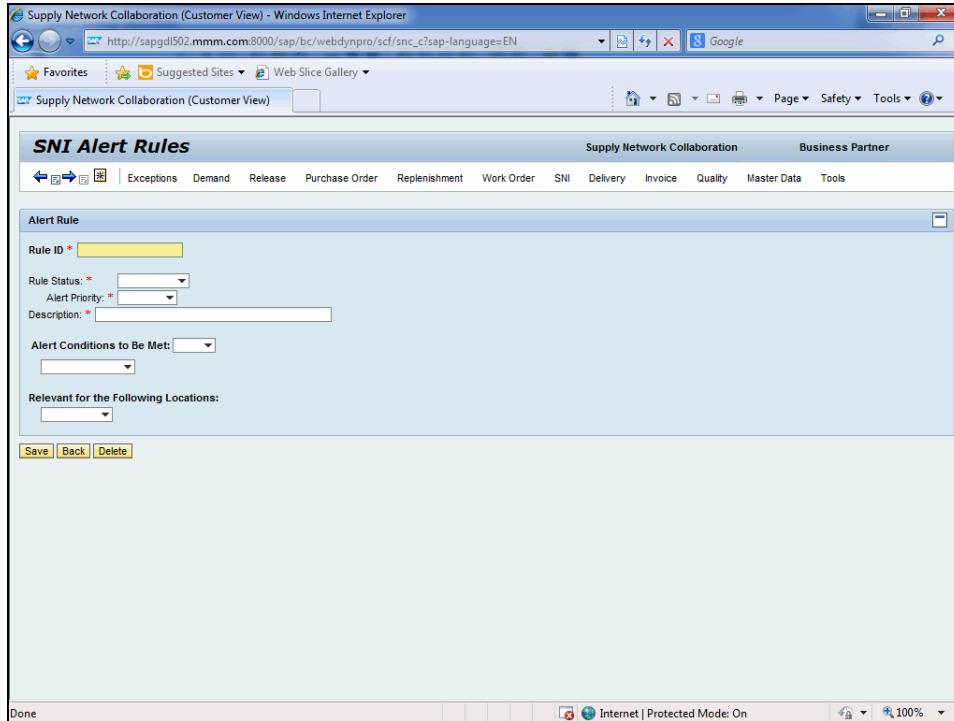 Supply Network Collaboration (Customer View) - Windows Internet Explorer
http://sapgdl502.mmm.com:8000/sap/bc/webdynpro/scf/snc_c?sap-language=EN
Google
Favorites Suggested Sites Web Slice Gallery
Supply Network Collaboration (Customer View) Page Safety Tools
SNI Alert Rules Supply Network Collaboration Business Partner
Exceptions Demand Release Purchase Order Replenishment Work Order SNI Delivery Invoice Quality Master Data Tools
Alert Rule
Rule ID *
Rule Status: *
Alert Priority: *
Description: *
Alert Conditions to Be Met:
Relevant for the Following Locations:
Save Back Delete
Done Internet | Protected Mode: On 100%